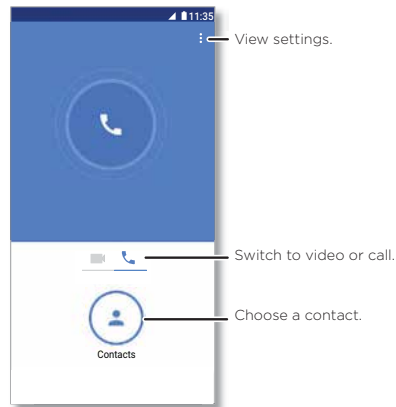 11:35
View settings.
Switch to video or call.
Choose a contact.
Contacts